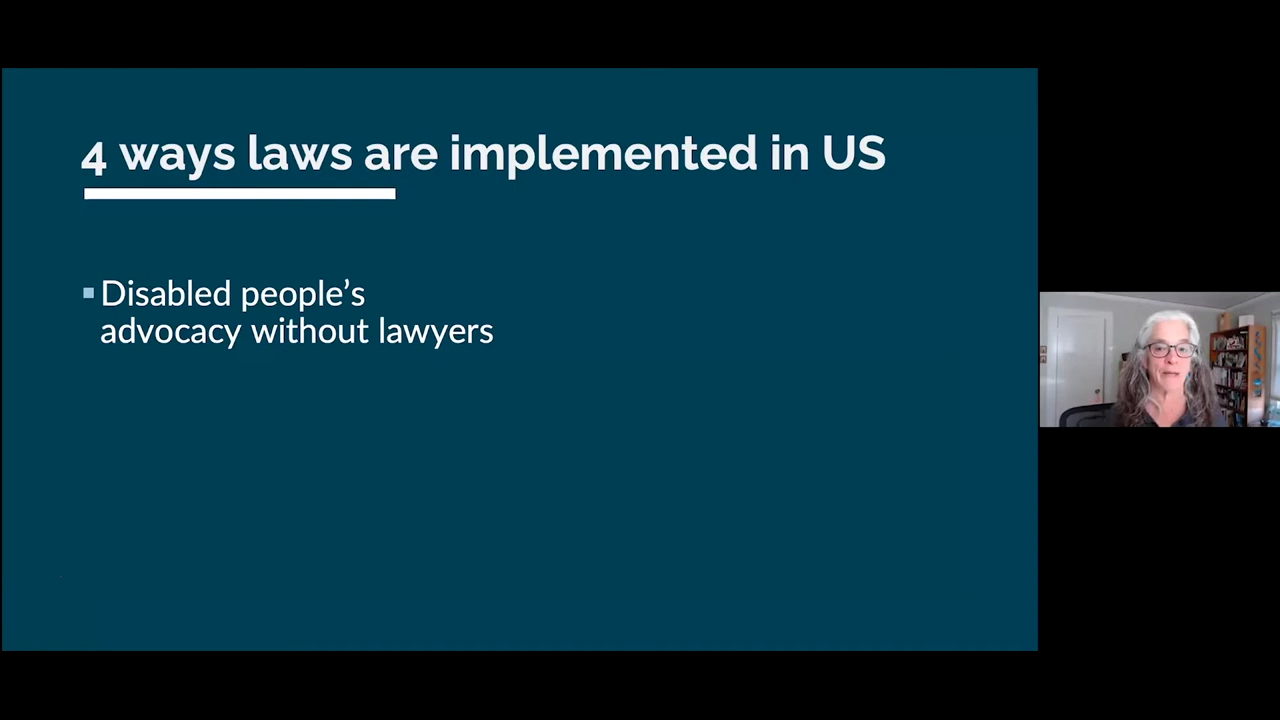 4 ways laws are implemented in US
Disabled people’s
advocacy without lawyers